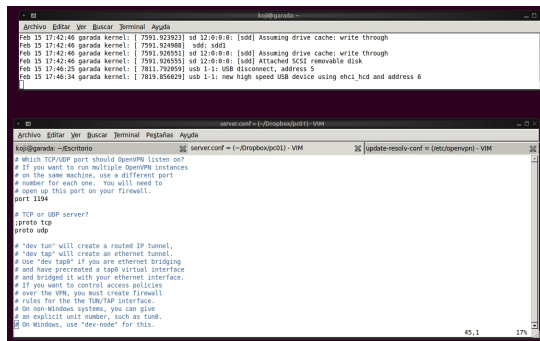 koji@garada: ~
Archivo Editar Ver Buscar Terminal Ayuda
Feb 15 17:42:46 garada kernel: [ 7591.923923] sd 12:0:0:0: [sdd] Assuming drive cache: write through
Feb 15 17:42:46 garada kernel: [ 7591.924988]  sdd: sdd1
Feb 15 17:42:46 garada kernel: [ 7591.926551] sd 12:0:0:0: [sdd] Assuming drive cache: write through
Feb 15 17:42:46 garada kernel: [ 7591.926555] sd 12:0:0:0: [sdd] Attached SCSI removable disk
Feb 15 17:46:25 garada kernel: [ 7811.792059] usb 1-1: USB disconnect, address 5
Feb 15 17:46:34 garada kernel: [ 7819.856029] usb 1-1: new high speed USB device using ehci_hcd and address 6
server.conf = (~/Dropbox/pc01) - VIM
Archivo Editar Ver Buscar Terminal Pestañas Ayuda
koji@garada: ~/Escritorio
server.conf = (~/Dropbox/pc01) - VIM
update-resolv-conf = (/etc/openvpn) - VIM
# Which TCP/UDP port should OpenVPN listen on?
# If you want to run multiple OpenVPN instances
# on the same machine, use a different port
# number for each one.  You will need to
# open up this port on your firewall.
port 1194
# TCP or UDP server?
;proto tcp
proto udp
# "dev tun" will create a routed IP tunnel,
# "dev tap" will create an ethernet tunnel.
# Use "dev tap0" if you are ethernet bridging
# and have precreated a tap0 virtual interface
# and bridged it with your ethernet interface.
# If you want to control access policies
# over the VPN, you must create firewall
# rules for the the TUN/TAP interface.
# On non-Windows systems, you can give
# an explicit unit number, such as tun0.
# On Windows, use "dev-node" for this.
45,1 17%